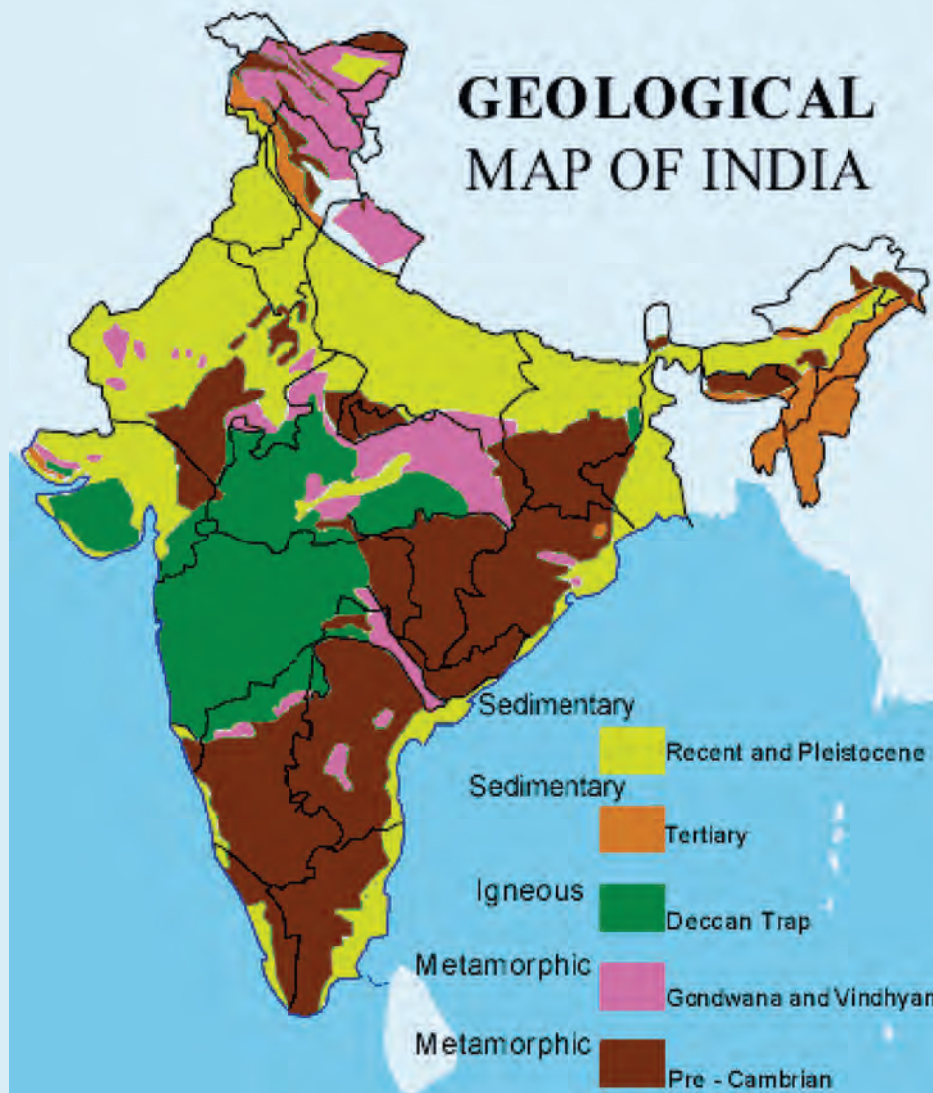 GEOLOGICAL
MAP OF INDIA
Sedimentary
Recent and Pleistocene
Sedimentary
Tertiary
Igneous
Deccan Trap
Metamorphic
Gondwana and Vindhyan
Metamorphic
Pre - Cambrian